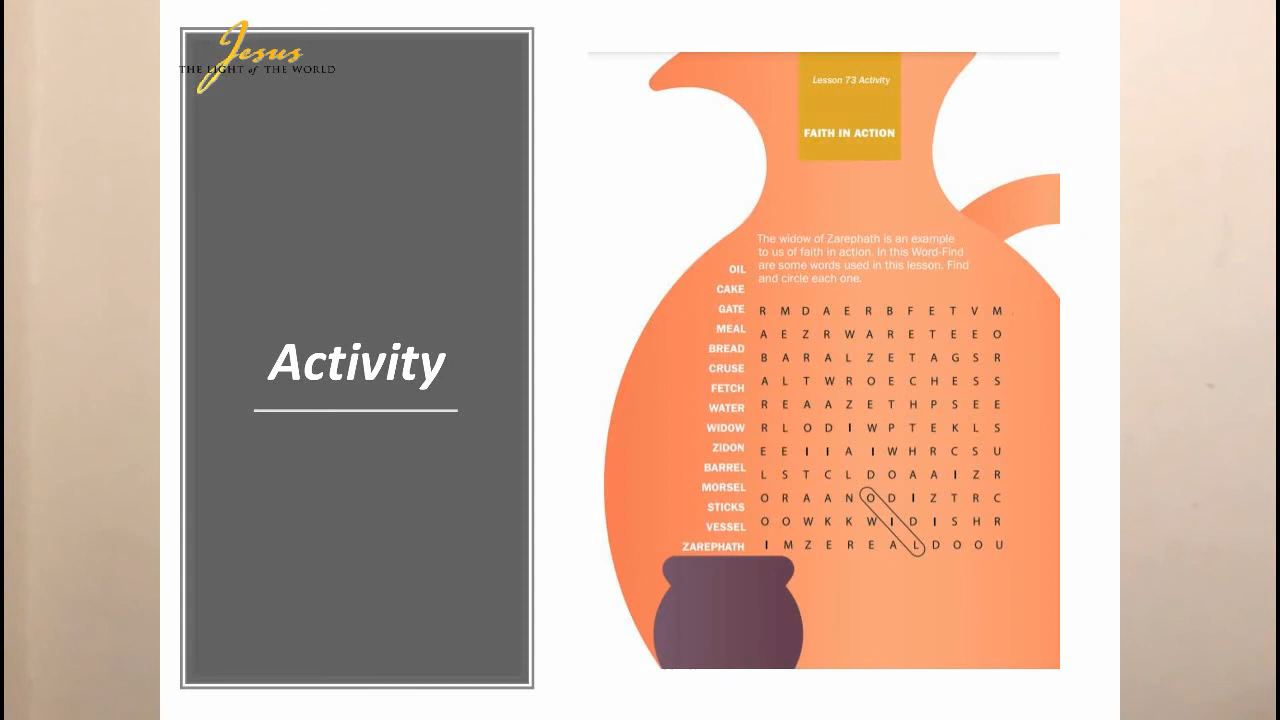 Jesus
THE LIGHT of THE WORLD
Activity
Lesson 73 Activity
FAITH IN ACTION
The widow of Zarephath is an example
to us of faith in action. In this Word-Find
are some words used in this lesson. Find
and circle each one.
OIL
CAKE
GATE
MEAL
BREAD
CRUSE
FETCH
WATER
WIDOW
ZIDON
BARREL
MORSEL
STICKS
VESSEL
ZAREPHATH
R M D A E R B F E T V M
A E Z R W A R E T E E O
B A R A L Z E T A G S R
A L T W R O E C H E S S
R E A A Z E T H P S E E
R L O D I W P T E K L S
E E I I A I W H R C S U
L S T C L D O A A I Z R
O R A A N O D I Z T R C
O O W K K W I D I S H R
I M Z E R E A L D O O U